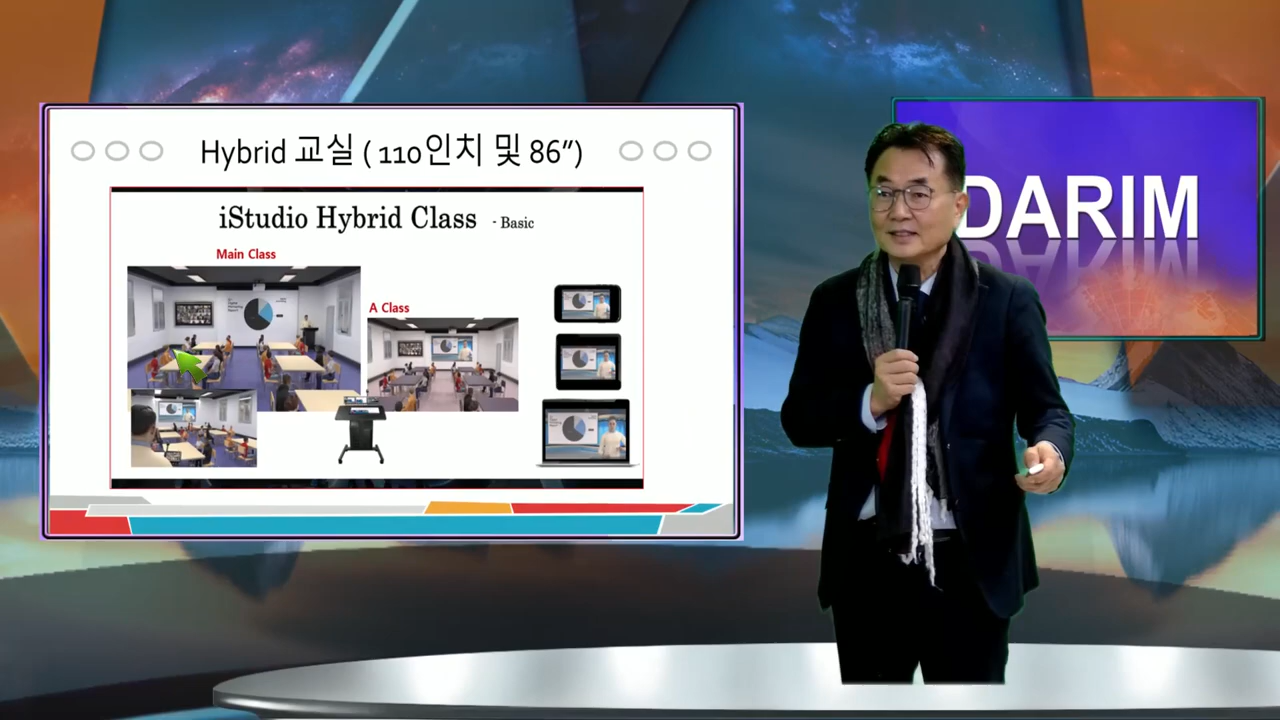 Hybrid 교실 ( 110인치 및 86”)
iStudio Hybrid Class - Basic
Main Class
A Class
DARIM